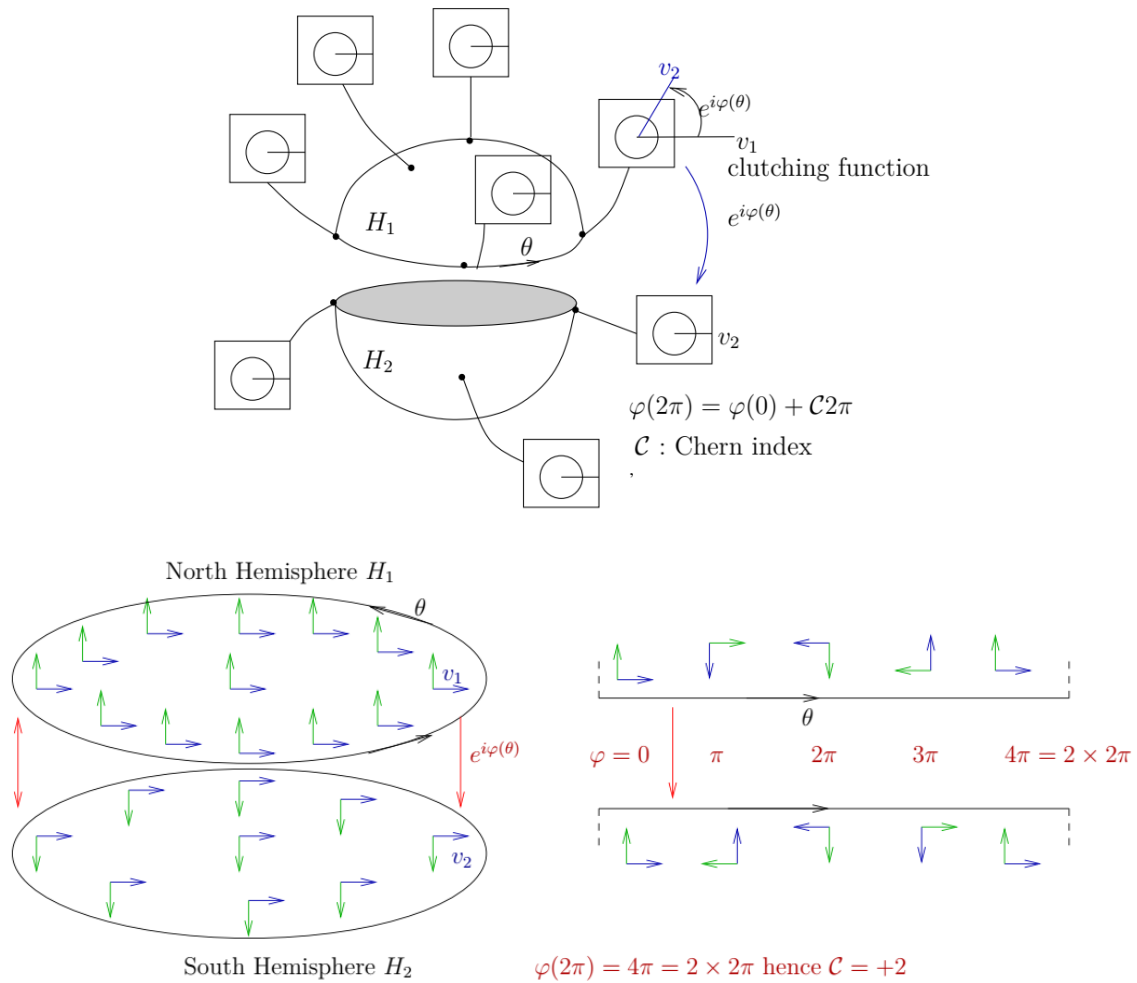 v₂
e^{iφ(θ)}
v₁
clutching function
H₁
θ
e^{iφ(θ)}
H₂
v₂
φ(2π) = φ(0) + 𝒞2π
𝒞 : Chern index
,
North Hemisphere H₁
θ
v₁
e^{iφ(θ)}
v₂
South Hemisphere H₂
θ
φ = 0 π 2π 3π 4π = 2 × 2π
φ(2π) = 4π = 2 × 2π hence 𝒞 = +2